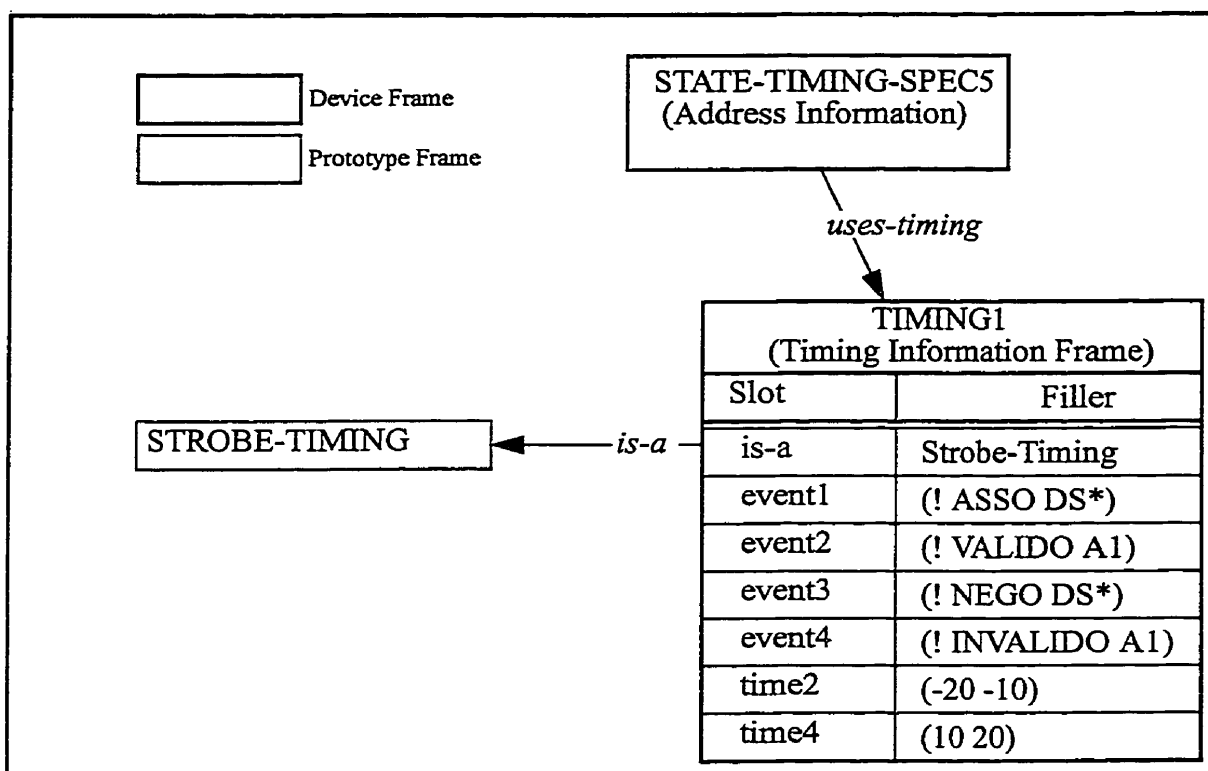 Device Frame
Prototype Frame
STATE-TIMING-SPEC5
(Address Information)
uses-timing
TIMING1
(Timing Information Frame)
Slot Filler
STROBE-TIMING
is-a
is-a Strobe-Timing
event1 (! ASSO DS*)
event2 (! VALIDO A1)
event3 (! NEGO DS*)
event4 (! INVALIDO A1)
time2 (-20 -10)
time4 (10 20)